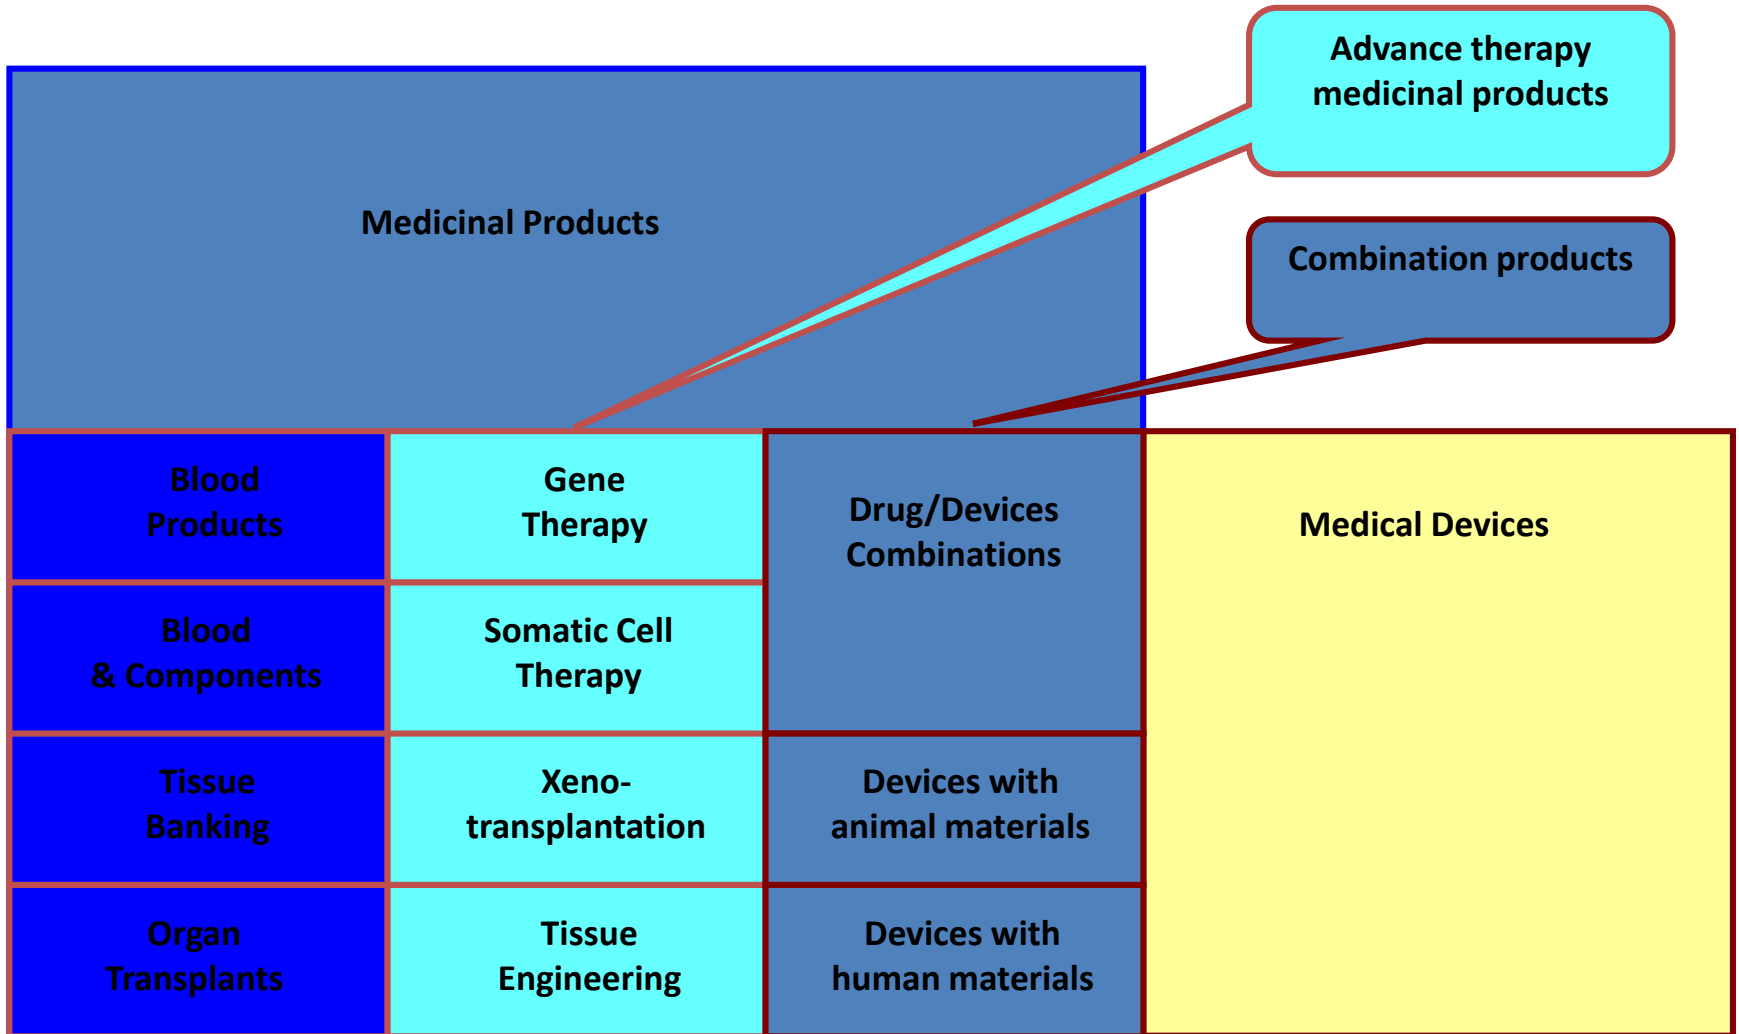 Advance therapy
medicinal products
Medicinal Products
Combination products
Blood
Products
Gene
Therapy
Drug/Devices
Combinations
Medical Devices
Blood
& Components
Somatic Cell
Therapy
Tissue
Banking
Xeno-
transplantation
Devices with
animal materials
Organ
Transplants
Tissue
Engineering
Devices with
human materials